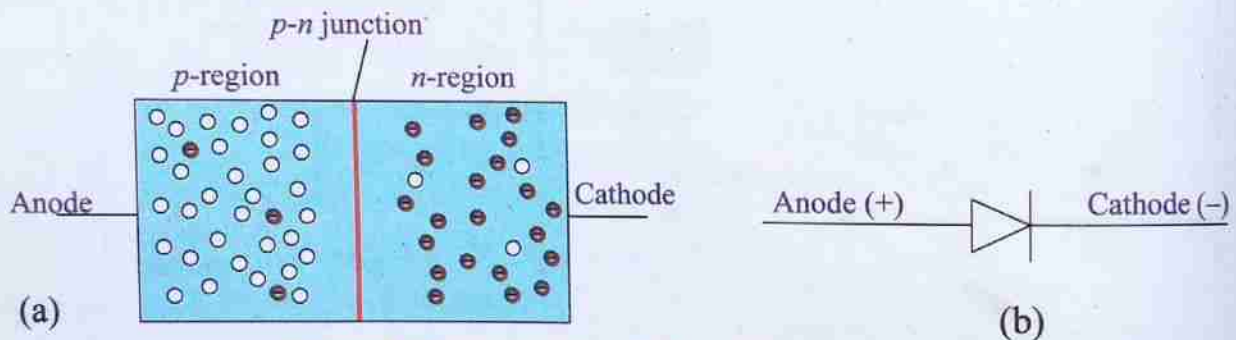 p-n junction
p-region
n-region
Anode
Cathode
(a)
Anode (+)
Cathode (–)
(b)